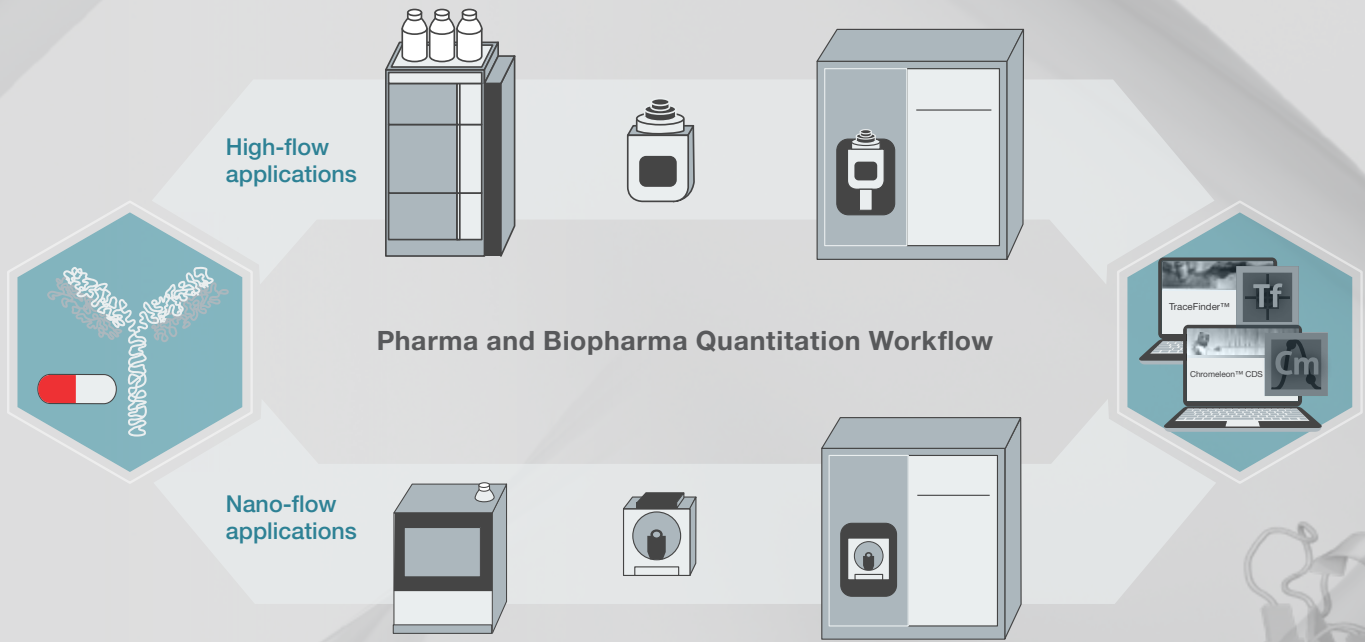 High-flow
applications
Pharma and Biopharma Quantitation Workflow
TraceFinder™
Tf
Chromeleon™ CDS
Cm
Nano-flow
applications